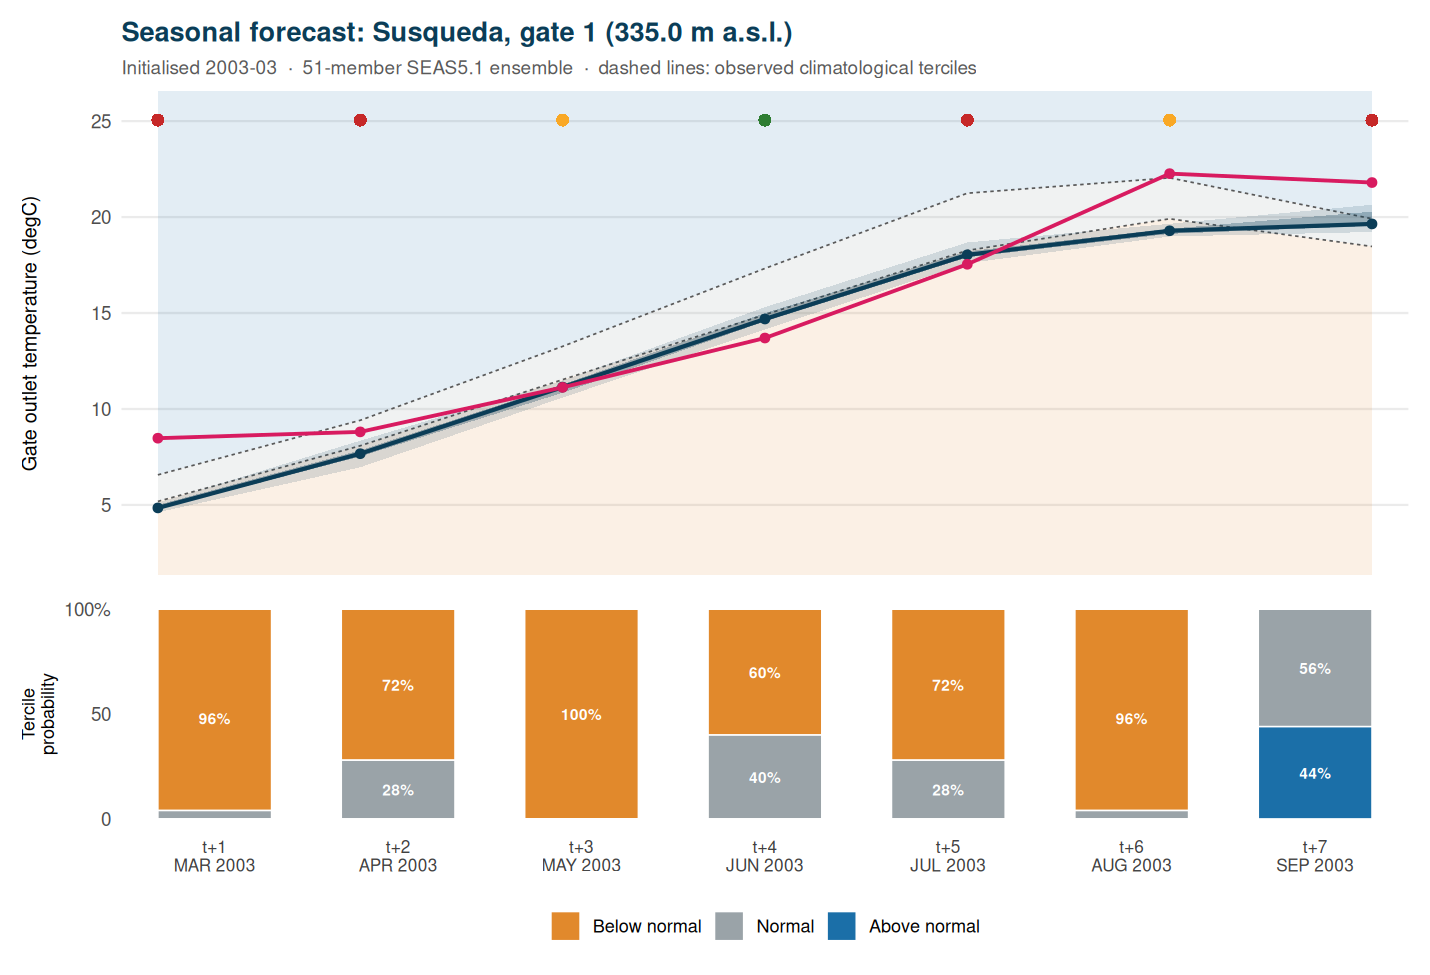 Seasonal forecast: Susqueda, gate 1 (335.0 m a.s.l.)
Initialised 2003-03 · 51-member SEAS5.1 ensemble · dashed lines: observed climatological terciles
Gate outlet temperature (degC)
25
20
15
10
5
Tercile
probability
100%
50
0
96%
72%
28%
100%
60%
40%
72%
28%
96%
56%
44%
t+1
MAR 2003
t+2
APR 2003
t+3
MAY 2003
t+4
JUN 2003
t+5
JUL 2003
t+6
AUG 2003
t+7
SEP 2003
Below normal
Normal
Above normal